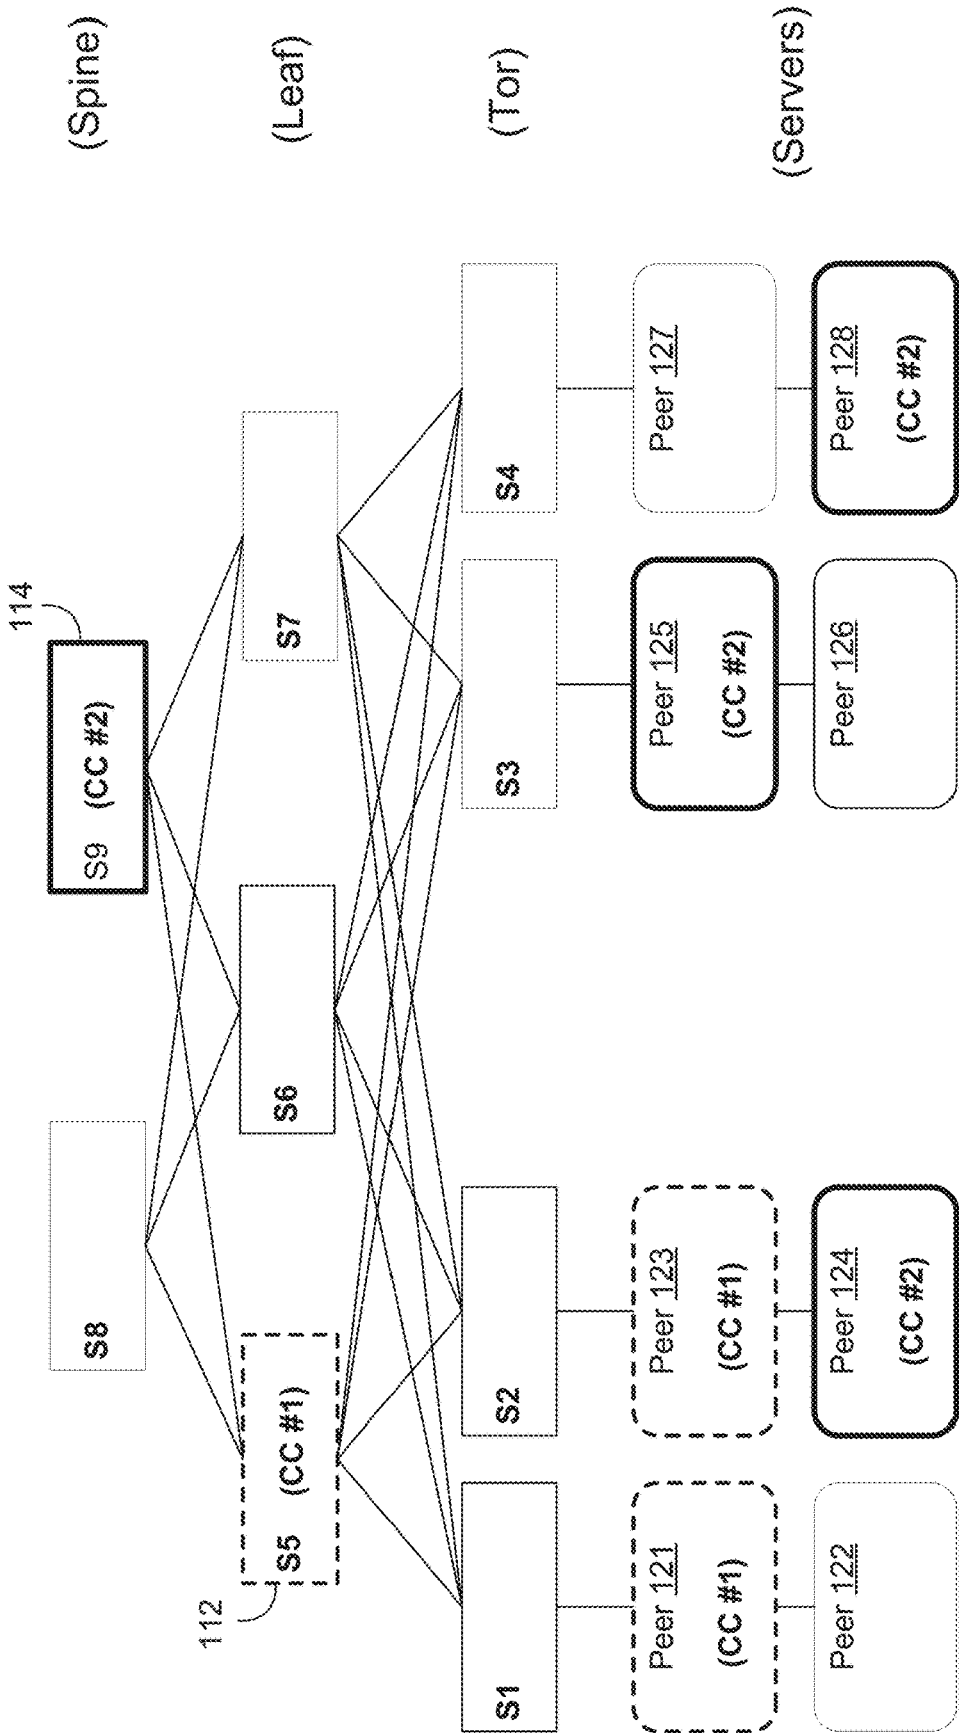 114
S8
S9 (CC #2)
(Spine)
112
S5 (CC #1)
S6
S7
(Leaf)
S1
S2
S3
S4
(Tor)
Peer 121
(CC #1)
Peer 123
(CC #1)
Peer 125
(CC #2)
Peer 127
(Servers)
Peer 122
Peer 124
(CC #2)
Peer 126
Peer 128
(CC #2)